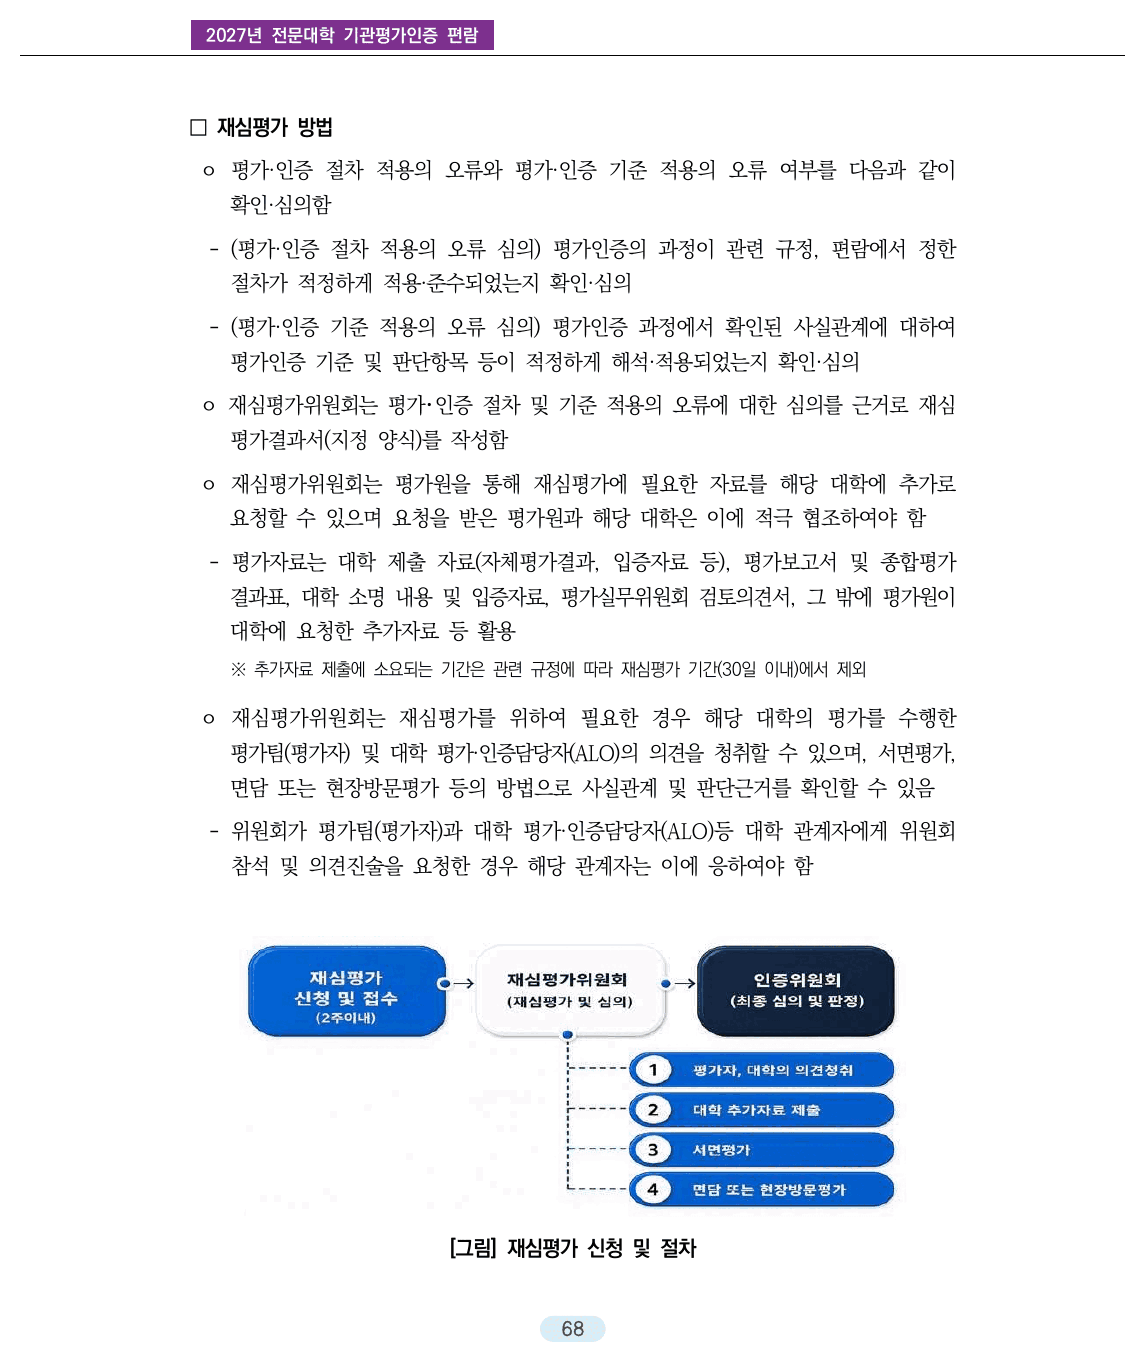 2027년 전문대학 기관평가인증 편람
□ 재심평가 방법
ㅇ 평가·인증 절차 적용의 오류와 평가·인증 기준 적용의 오류 여부를 다음과 같이
확인·심의함
- (평가·인증 절차 적용의 오류 심의) 평가인증의 과정이 관련 규정, 편람에서 정한
절차가 적정하게 적용·준수되었는지 확인·심의
- (평가·인증 기준 적용의 오류 심의) 평가인증 과정에서 확인된 사실관계에 대하여
평가인증 기준 및 판단항목 등이 적정하게 해석·적용되었는지 확인·심의
ㅇ 재심평가위원회는 평가·인증 절차 및 기준 적용의 오류에 대한 심의를 근거로 재심
평가결과서(지정 양식)를 작성함
ㅇ 재심평가위원회는 평가원을 통해 재심평가에 필요한 자료를 해당 대학에 추가로
요청할 수 있으며 요청을 받은 평가원과 해당 대학은 이에 적극 협조하여야 함
- 평가자료는 대학 제출 자료(자체평가결과, 입증자료 등), 평가보고서 및 종합평가
결과표, 대학 소명 내용 및 입증자료, 평가실무위원회 검토의견서, 그 밖에 평가원이
대학에 요청한 추가자료 등 활용
※ 추가자료 제출에 소요되는 기간은 관련 규정에 따라 재심평가 기간(30일 이내)에서 제외
ㅇ 재심평가위원회는 재심평가를 위하여 필요한 경우 해당 대학의 평가를 수행한
평가팀(평가자) 및 대학 평가·인증담당자(ALO)의 의견을 청취할 수 있으며, 서면평가,
면담 또는 현장방문평가 등의 방법으로 사실관계 및 판단근거를 확인할 수 있음
- 위원회가 평가팀(평가자)과 대학 평가·인증담당자(ALO)등 대학 관계자에게 위원회
참석 및 의견진술을 요청한 경우 해당 관계자는 이에 응하여야 함
재심평가
신청 및 접수
(2주이내)
재심평가위원회
(재심평가 및 심의)
인증위원회
(최종 심의 및 판정)
1 평가자, 대학의 의견청취
2 대학 추가자료 제출
3 서면평가
4 면담 또는 현장방문평가
[그림] 재심평가 신청 및 절차
68